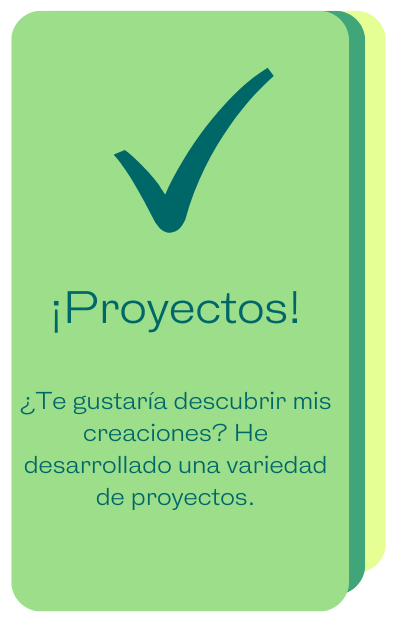 ¡Proyectos!
¿Te gustaría descubrir mis
creaciones? He
desarrollado una variedad
de proyectos.